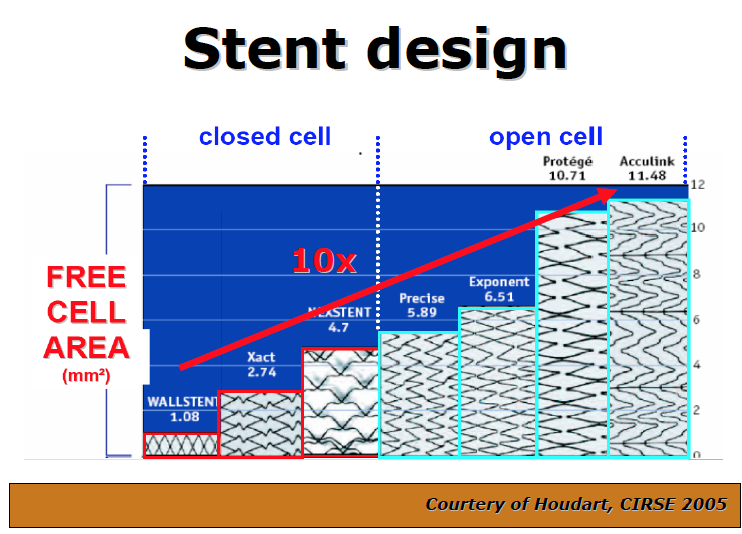 Stent design
closed cell
open cell
Protégé
10.71
Acculink
11.48
12
10
8
6
4
2
0
10x
FREE
CELL
AREA
(mm²)
Exponent
6.51
Precise
5.89
NEXSTENT
4.7
Xact
2.74
WALLSTENT
1.08
Courtery of Houdart, CIRSE 2005